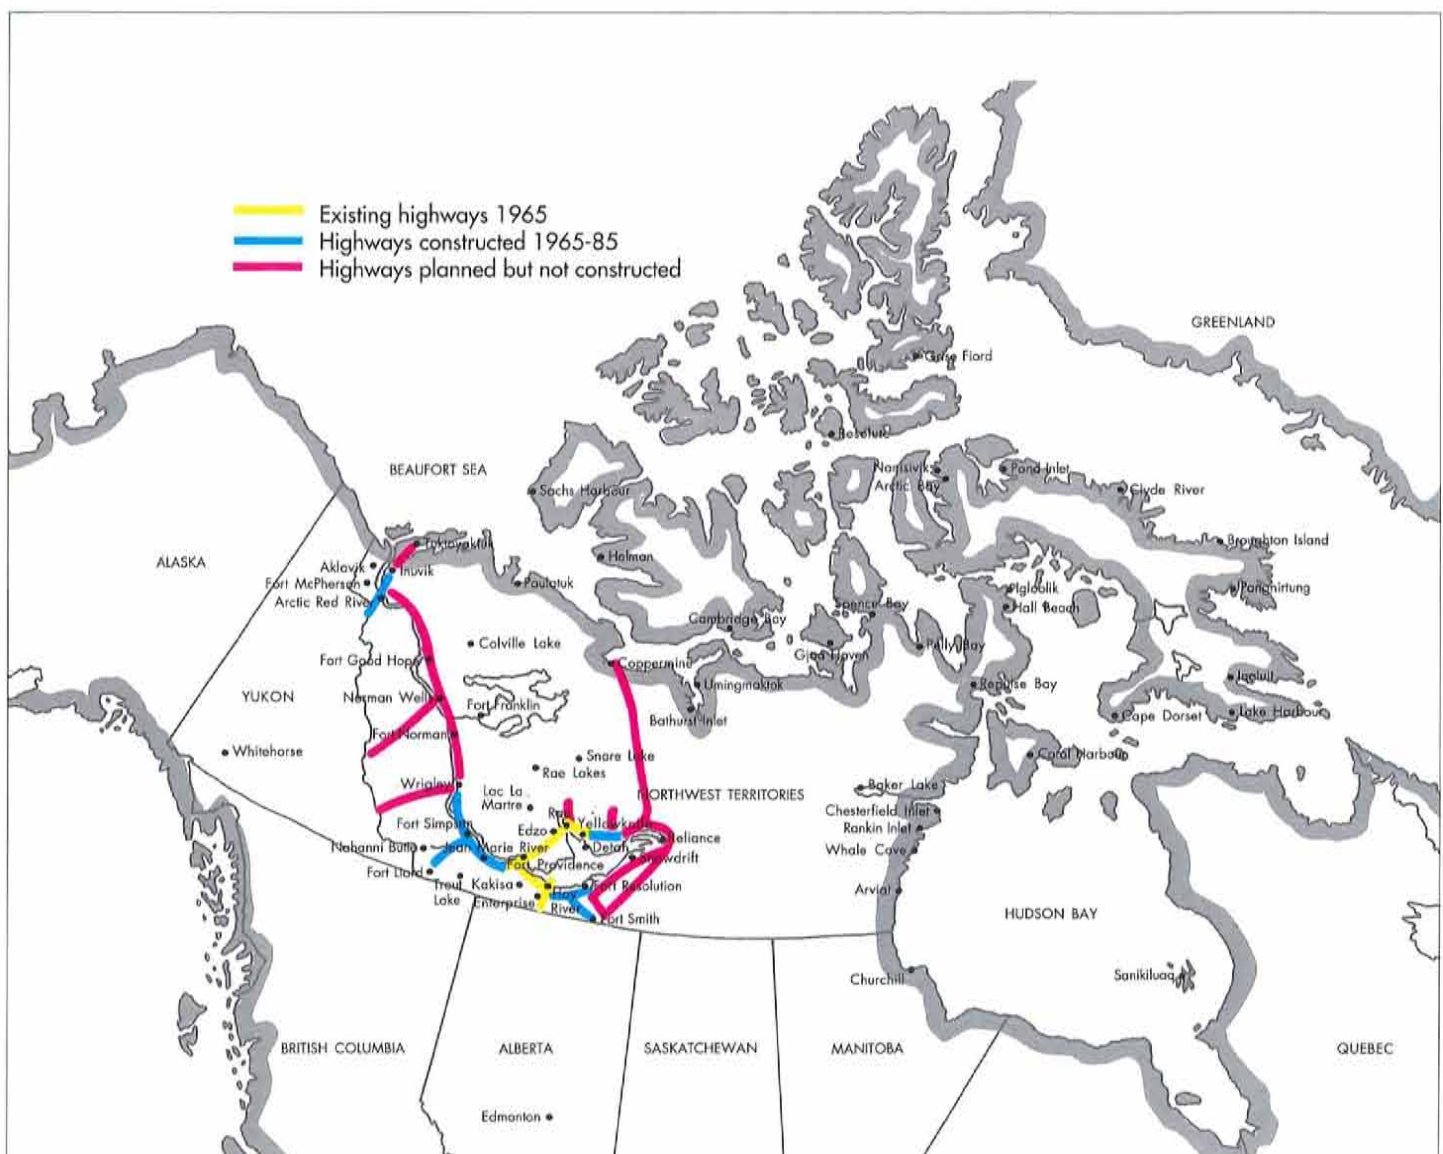 Existing highways 1965
Highways constructed 1965-85
Highways planned but not constructed
GREENLAND
Grise Fiord
Resolute
BEAUFORT SEA
Nanisivik
Arctic Bay
Pond Inlet
Clyde River
Sachs Harbour
Broughton Island
Tuktoyaktuk
Holman
ALASKA
Aklavik
Inuvik
Fort McPherson
Paulatuk
Igloolik
Pangnirtung
Arctic Red River
Spence Bay
Hall Beach
Cambridge Bay
Colville Lake
Gjoa Haven
Pelly Bay
Fort Good Hope
Coppermine
Iqaluit
YUKON
Norman Wells
Fort Franklin
Umingmaktok
Repulse Bay
Bathurst Inlet
Cape Dorset
Lake Harbour
Fort Norman
Whitehorse
Snare Lake
Coral Harbour
Rae Lakes
Wrigley
Lac La
Martre
NORTHWEST TERRITORIES
Baker Lake
Rae
Chesterfield Inlet
Fort Simpson
Edzo
Yellowknife
Rankin Inlet
Reliance
Nahanni Butte
Jean Marie River
Detah
Whale Cove
Snowdrift
Fort Liard
Fort Providence
Trout
Lake
Kakisa
Hay
River
Fort Resolution
Arviat
Enterprise
Fort Smith
HUDSON BAY
Churchill
Sanikiluaq
BRITISH COLUMBIA
ALBERTA
SASKATCHEWAN
MANITOBA
QUEBEC
Edmonton